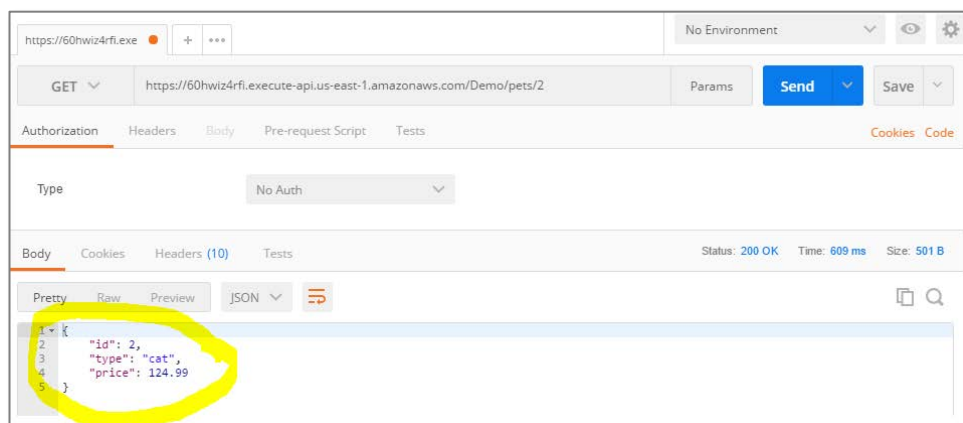 https://60hwiz4rfi.exe + •••
No Environment
GET https://60hwiz4rfi.execute-api.us-east-1.amazonaws.com/Demo/pets/2 Params Send Save
Authorization Headers Body Pre-request Script Tests Cookies Code
Type No Auth
Body Cookies Headers (10) Tests Status: 200 OK Time: 609 ms Size: 501 B
Pretty Raw Preview JSON
1 {
2 "id": 2,
3 "type": "cat",
4 "price": 124.99
5 }